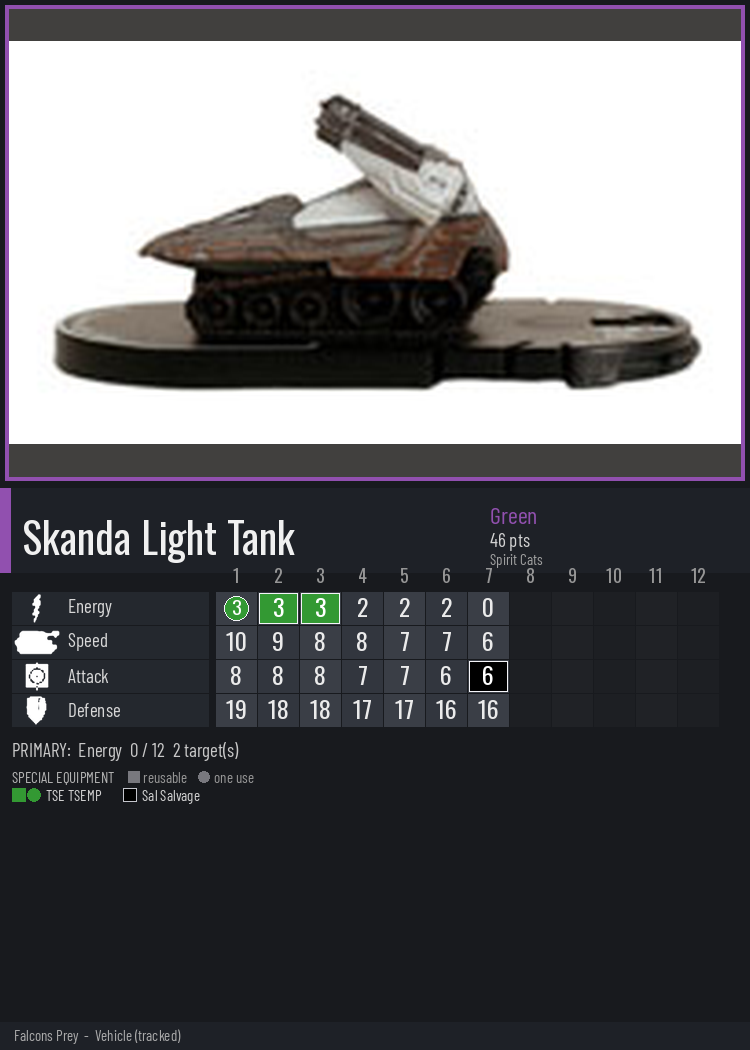 Skanda Light Tank
Green
46 pts
Spirit Cats
1 2 3 4 5 6 7 8 9 10 11 12
Energy 3 3 3 2 2 2 0
Speed 10 9 8 8 7 7 6
Attack 8 8 8 7 7 6 6
Defense 19 18 18 17 17 16 16
PRIMARY: Energy 0 / 12 2 target(s)
SPECIAL EQUIPMENT reusable one use
TSE TSEMP Sal Salvage
Falcons Prey - Vehicle (tracked)